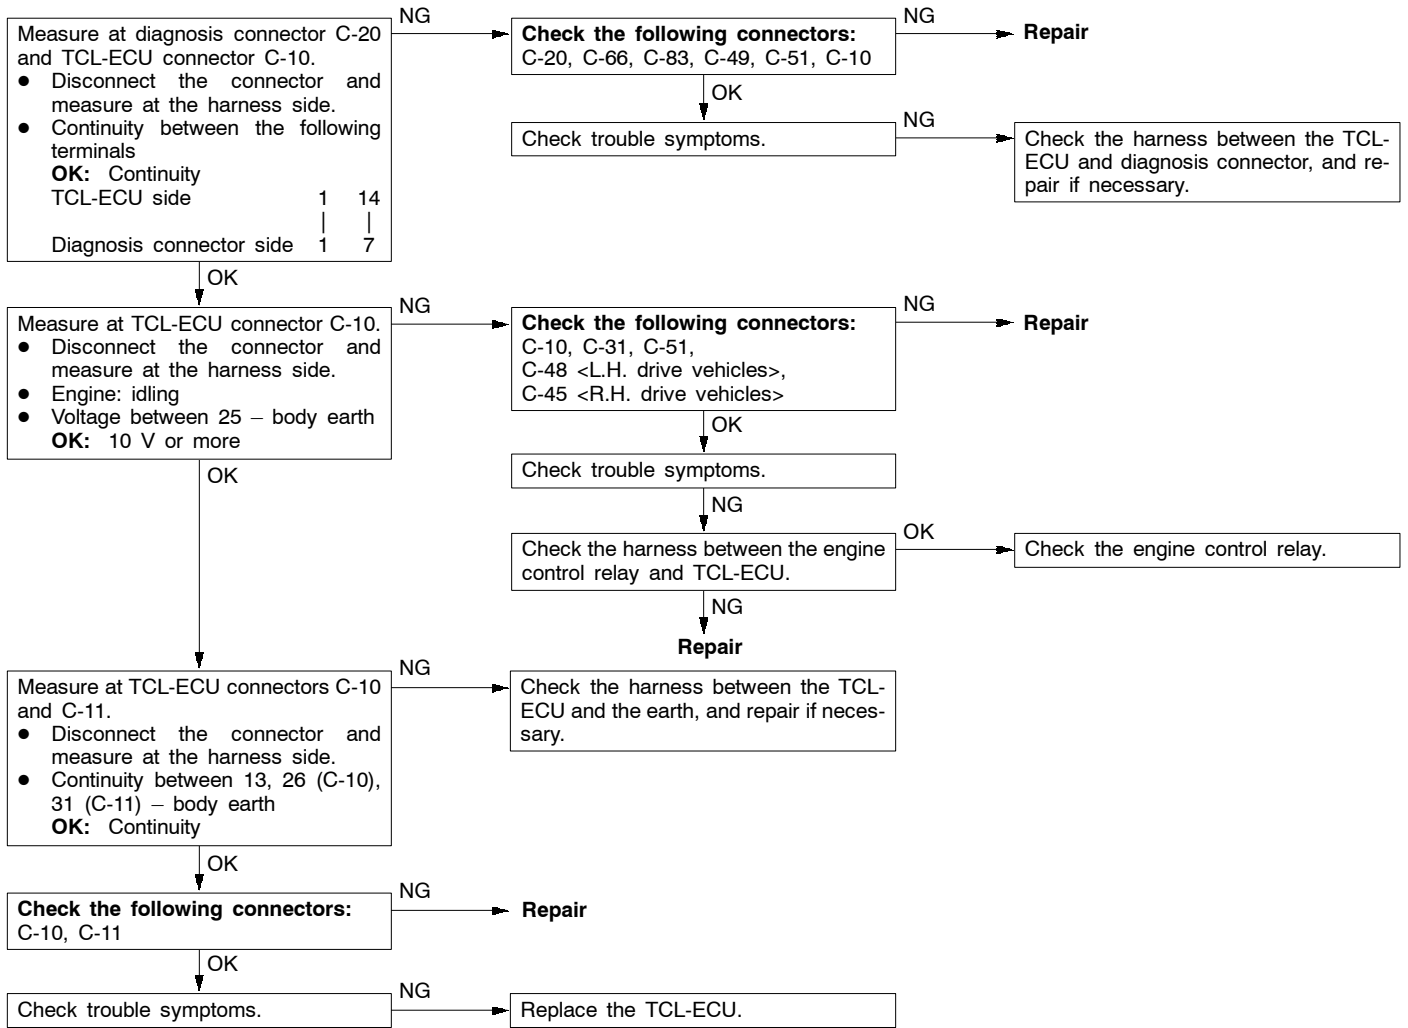 Measure at diagnosis connector C-20
and TCL-ECU connector C-10.
● Disconnect the connector and
measure at the harness side.
● Continuity between the following
terminals
OK: Continuity
TCL-ECU side 1 14
| |
Diagnosis connector side 1 7
NG
Check the following connectors:
C-20, C-66, C-83, C-49, C-51, C-10
NG
Repair
OK
Check trouble symptoms.
NG
Check the harness between the TCL-
ECU and diagnosis connector, and re-
pair if necessary.
OK
Measure at TCL-ECU connector C-10.
● Disconnect the connector and
measure at the harness side.
● Engine: idling
● Voltage between 25 – body earth
OK: 10 V or more
NG
Check the following connectors:
C-10, C-31, C-51,
C-48 <L.H. drive vehicles>,
C-45 <R.H. drive vehicles>
NG
Repair
OK
Check trouble symptoms.
NG
Check the harness between the engine
control relay and TCL-ECU.
OK
Check the engine control relay.
NG
Repair
OK
Measure at TCL-ECU connectors C-10
and C-11.
● Disconnect the connector and
measure at the harness side.
● Continuity between 13, 26 (C-10),
31 (C-11) – body earth
OK: Continuity
NG
Check the harness between the TCL-
ECU and the earth, and repair if neces-
sary.
OK
Check the following connectors:
C-10, C-11
NG
Repair
OK
Check trouble symptoms.
NG
Replace the TCL-ECU.